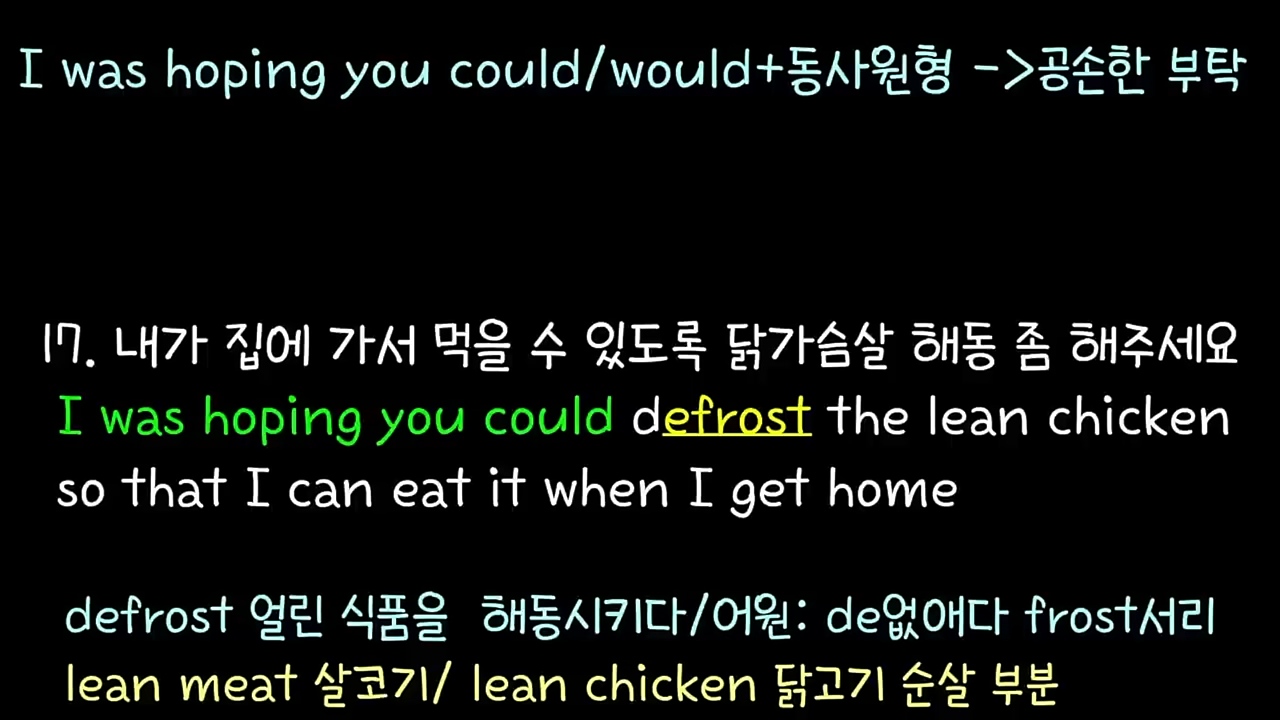 I was hoping you could/would+동사원형 ->공손한 부탁
17. 내가 집에 가서 먹을 수 있도록 닭가슴살 해동 좀 해주세요
I was hoping you could defrost the lean chicken
so that I can eat it when I get home
defrost 얼린 식품을 해동시키다/어원: de없애다 frost서리
lean meat 살코기/ lean chicken 닭고기 순살 부분